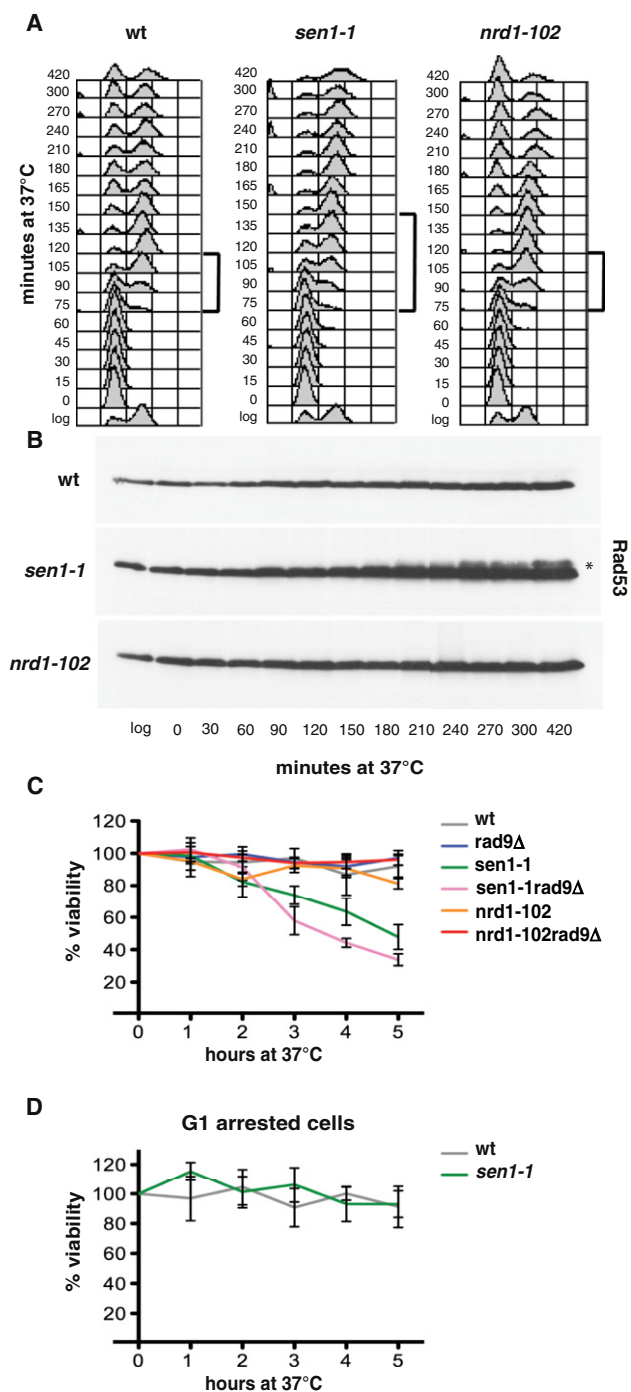 A
wt
sen1-1
nrd1-102
minutes at 37°C
420
300
270
240
210
180
165
150
135
120
105
90
75
60
45
30
15
0
log
420
300
270
240
210
180
165
150
135
120
105
90
75
60
45
30
15
0
log
420
300
270
240
210
180
165
150
135
120
105
90
75
60
45
30
15
0
log
B
wt
sen1-1
nrd1-102
*
Rad53
log 0 30 60 90 120 150 180 210 240 270 300 420
minutes at 37°C
C
% viability
120
100
80
60
40
20
0 1 2 3 4 5
hours at 37°C
wt
rad9Δ
sen1-1
sen1-1rad9Δ
nrd1-102
nrd1-102rad9Δ
D
G1 arrested cells
% viability
120
100
80
60
40
20
0 1 2 3 4 5
hours at 37°C
wt
sen1-1